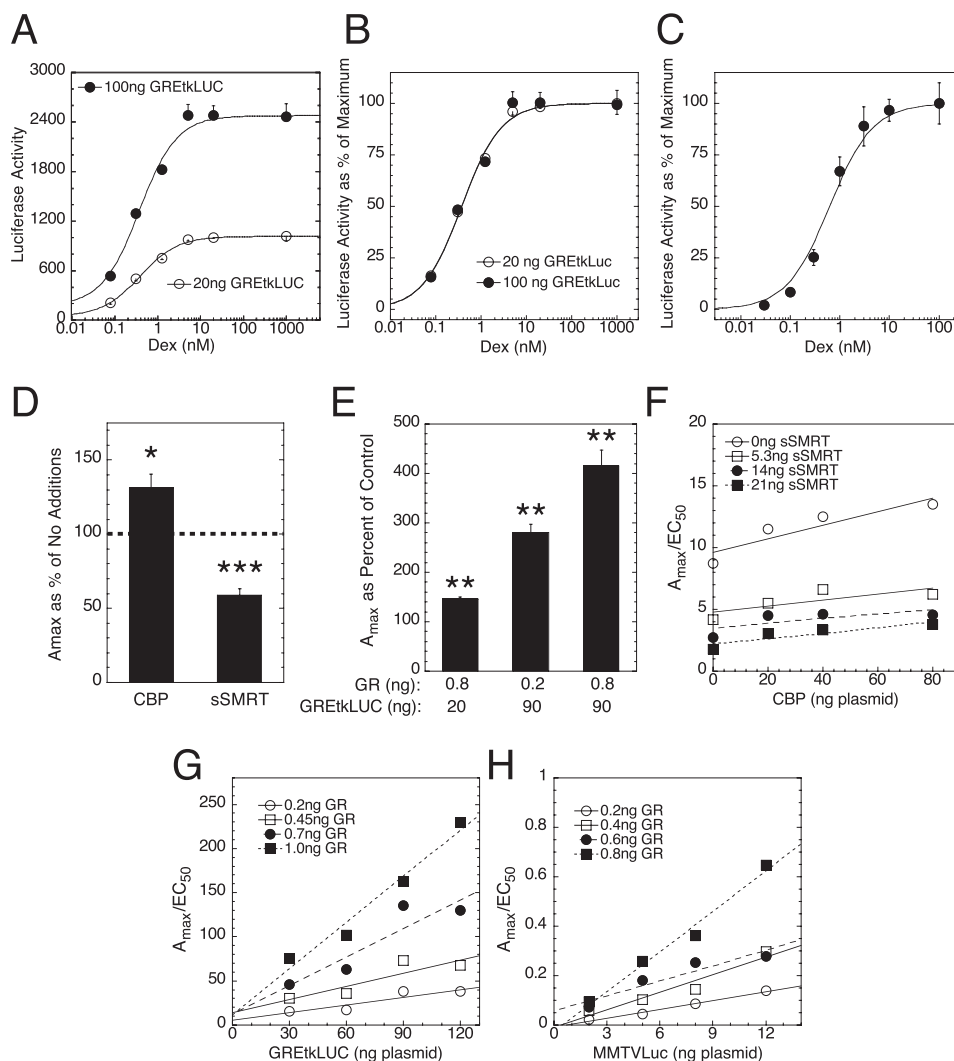 A
3000
2400
1800
1200
600
0
Luciferase Activity
100ng GREtkLUC
20ng GREtkLUC
0.01
0.1
1
10
100
1000
Dex (nM)
B
100
75
50
25
0
Luciferase Activity as % of Maximum
20 ng GREtkLuc
100 ng GREtkLuc
0.01
0.1
1
10
100
1000
Dex (nM)
C
100
75
50
25
0
Luciferase Activity as % of Maximum
0.01
0.1
1
10
100
Dex (nM)
D
150
100
50
0
Amax as % of No Additions
*
***
CBP
sSMRT
E
500
400
300
200
100
0
Amax as Percent of Control
**
**
**
GR (ng): 0.8 0.2 0.8
GREtkLUC (ng): 20 90 90
F
20
15
10
5
0
Amax/EC50
0ng sSMRT
5.3ng sSMRT
14ng sSMRT
21ng sSMRT
0
20
40
60
80
CBP (ng plasmid)
G
250
200
150
100
50
0
Amax/EC50
0.2ng GR
0.45ng GR
0.7ng GR
1.0ng GR
0
30
60
90
120
GREtkLUC (ng plasmid)
H
1
0.8
0.6
0.4
0.2
0
Amax/EC50
0.2ng GR
0.4ng GR
0.6ng GR
0.8ng GR
0
3
6
9
12
MMTVLuc (ng plasmid)